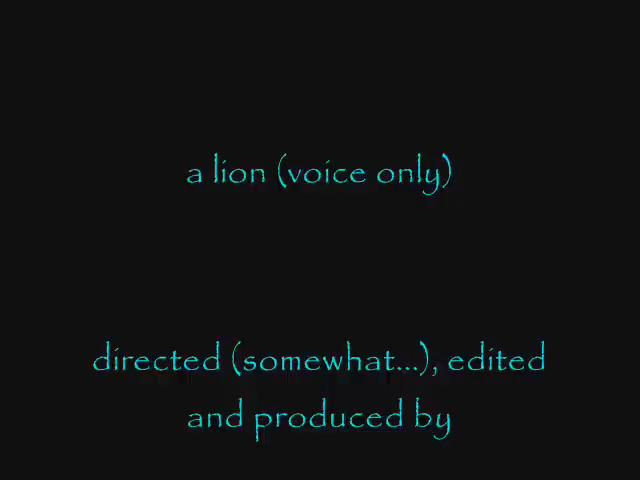 a lion (voice only)
directed (somewhat...), edited
and produced by